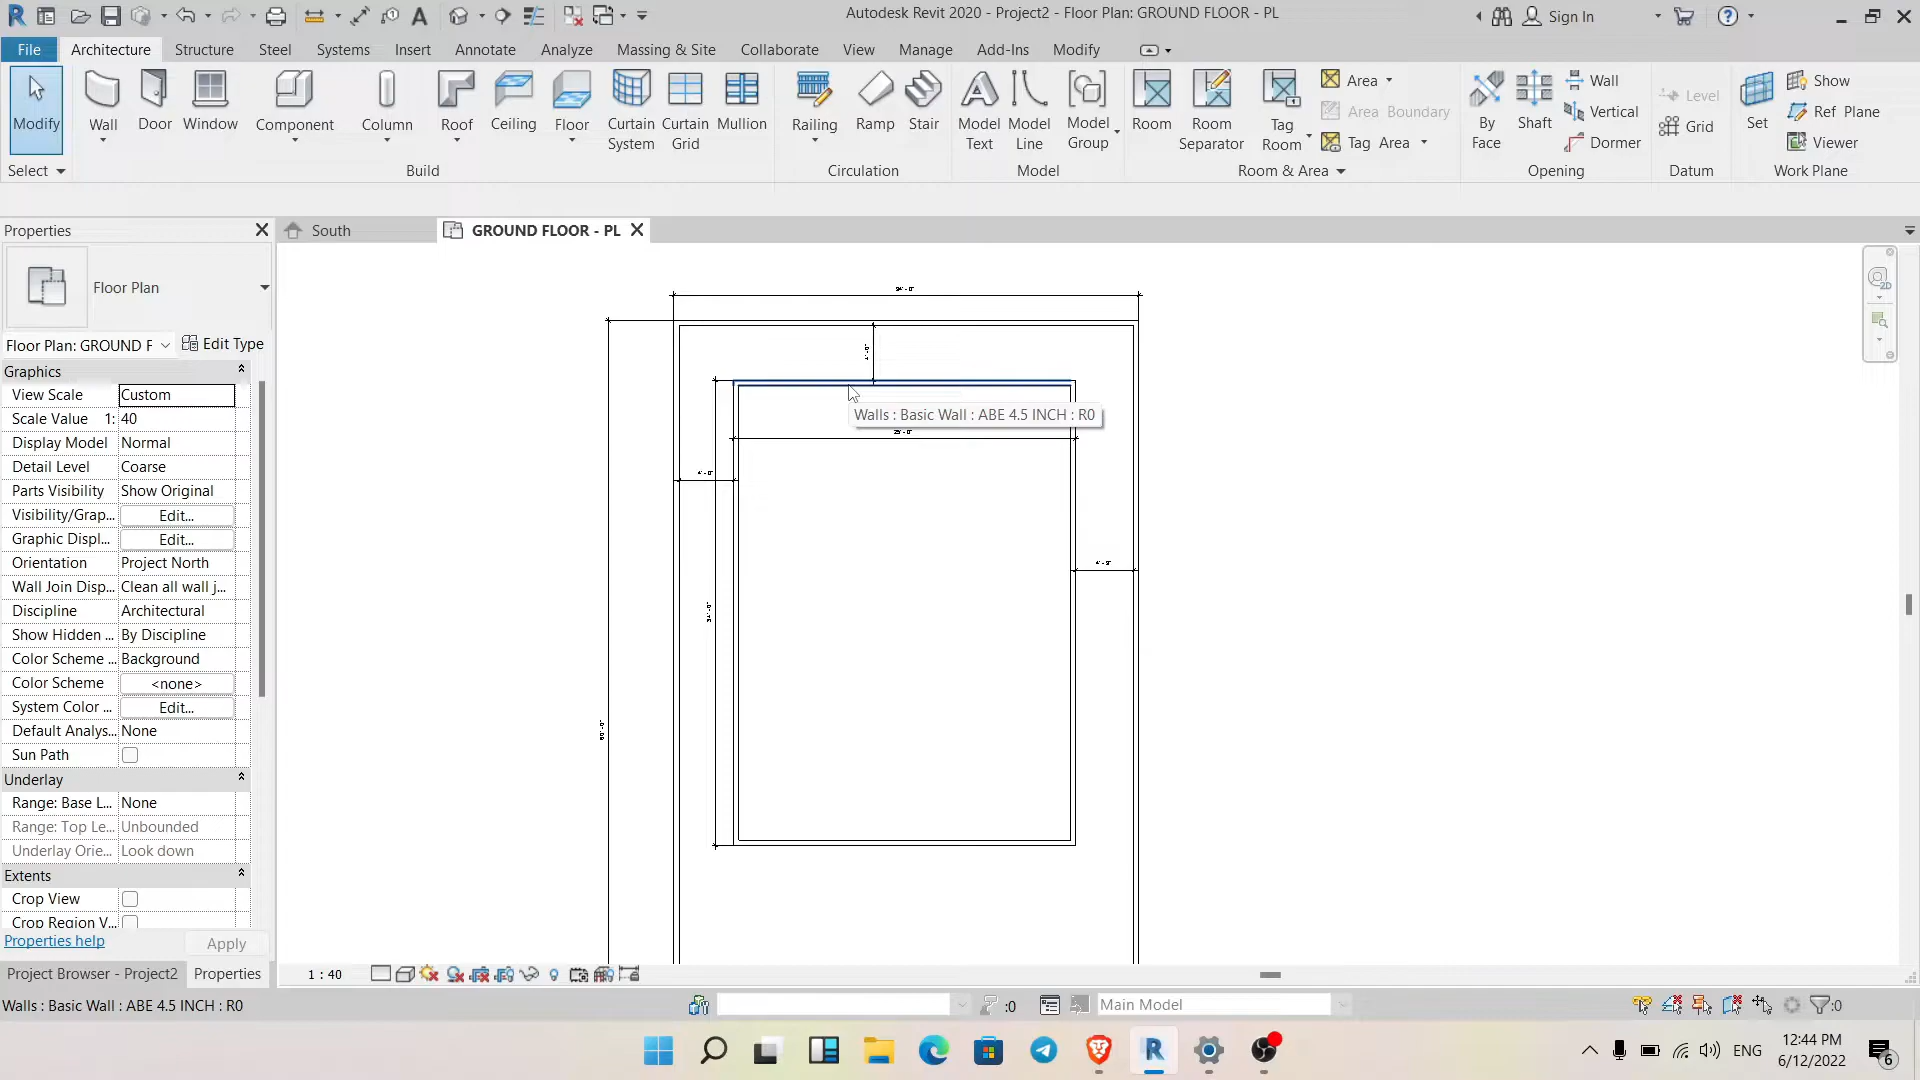 Autodesk Revit 2020 - Project2 - Floor Plan: GROUND FLOOR - PL
Sign In
File Architecture Structure Steel Systems Insert Annotate Analyze Massing & Site Collaborate View Manage Add-Ins Modify
Modify Wall Door Window Component Column Roof Ceiling Floor Curtain System Curtain Grid Mullion Railing Ramp Stair Model Text Model Line Model Group Room Room Separator Tag Room
Area
Area Boundary
Tag Area
By Face Shaft
Wall
Vertical
Dormer
Level
Grid
Set
Show
Ref Plane
Viewer
Select Build Circulation Model Room & Area Opening Datum Work Plane
Properties
South
GROUND FLOOR - PL
Floor Plan
Floor Plan: GROUND F
Edit Type
Graphics
View Scale Custom
Scale Value 1: 40
Display Model Normal
Detail Level Coarse
Parts Visibility Show Original
Visibility/Grap... Edit...
Graphic Displ... Edit...
Orientation Project North
Wall Join Disp... Clean all wall j...
Discipline Architectural
Show Hidden ... By Discipline
Color Scheme ... Background
Color Scheme <none>
System Color ... Edit...
Default Analys... None
Sun Path
Underlay
Range: Base L... None
Range: Top Le... Unbounded
Underlay Orie... Look down
Extents
Crop View
Crop Region V...
Properties help
Apply
Project Browser - Project2
Properties
2D
Walls : Basic Wall : ABE 4.5 INCH : R0
4' - 0"
34' - 0"
1 : 40
Walls : Basic Wall : ABE 4.5 INCH : R0
:0
Main Model
:0
ENG
12:44 PM
6/12/2022
6